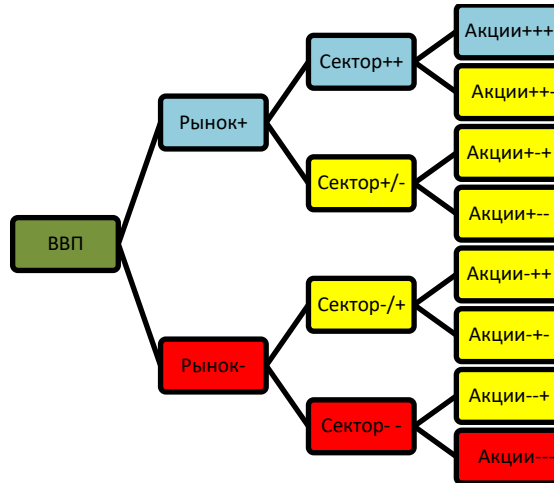 Акции+++
Сектор++
Акции++-
Рынок+
Акции+-+
Сектор+/-
Акции+--
ВВП
Акции-++
Сектор-/+
Акции-+-
Рынок-
Акции--+
Сектор- -
Акции---